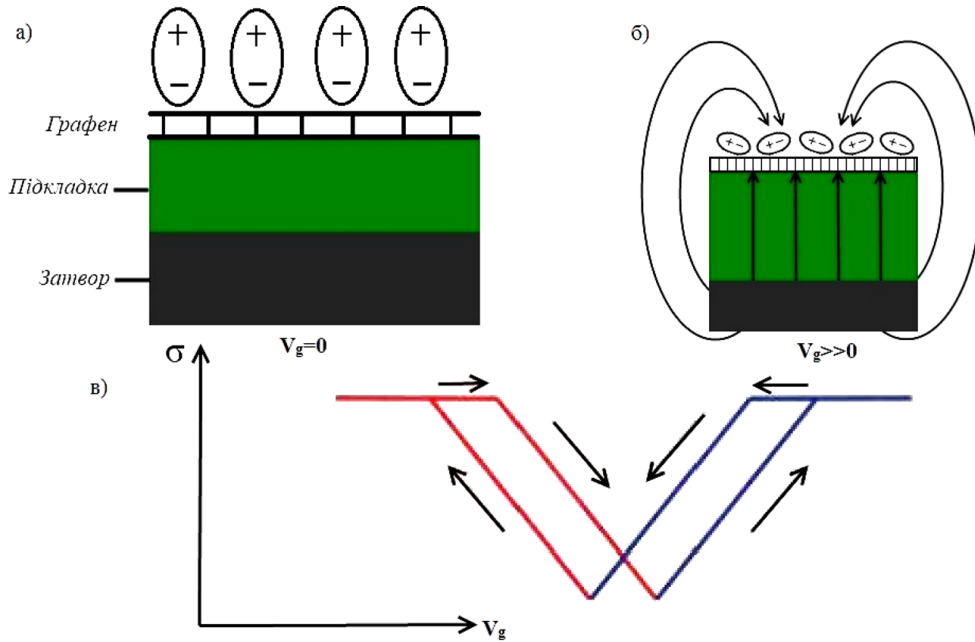 а)
+ + + +
− − − −
Графен
Підкладка
Затвор
Vg=0
б)
+ − + − + − + − + −
Vg>>0
в)
σ
Vg